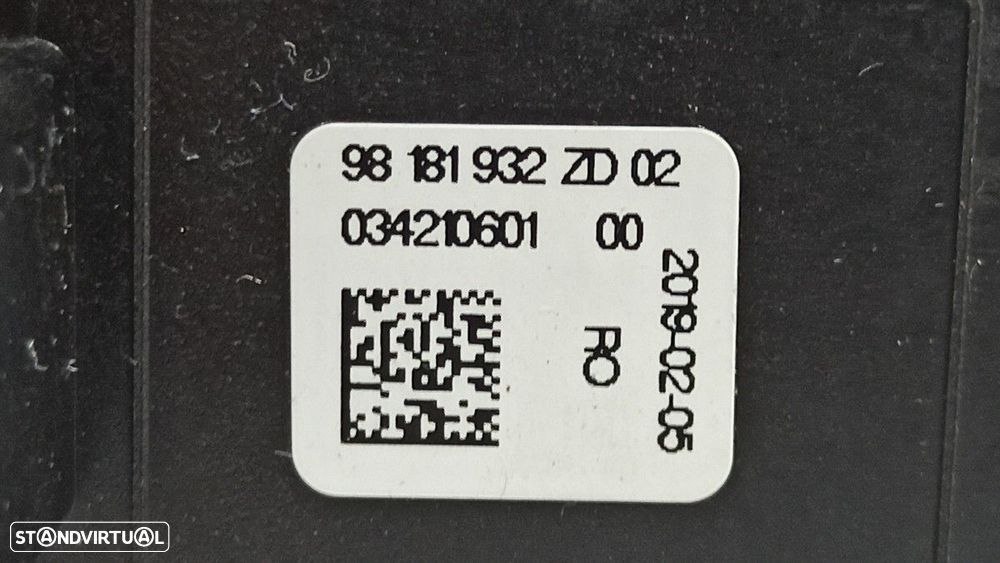 98 181 932 ZD 02
034210601 00
2019-02-05
RO
STANDVIRTUAL